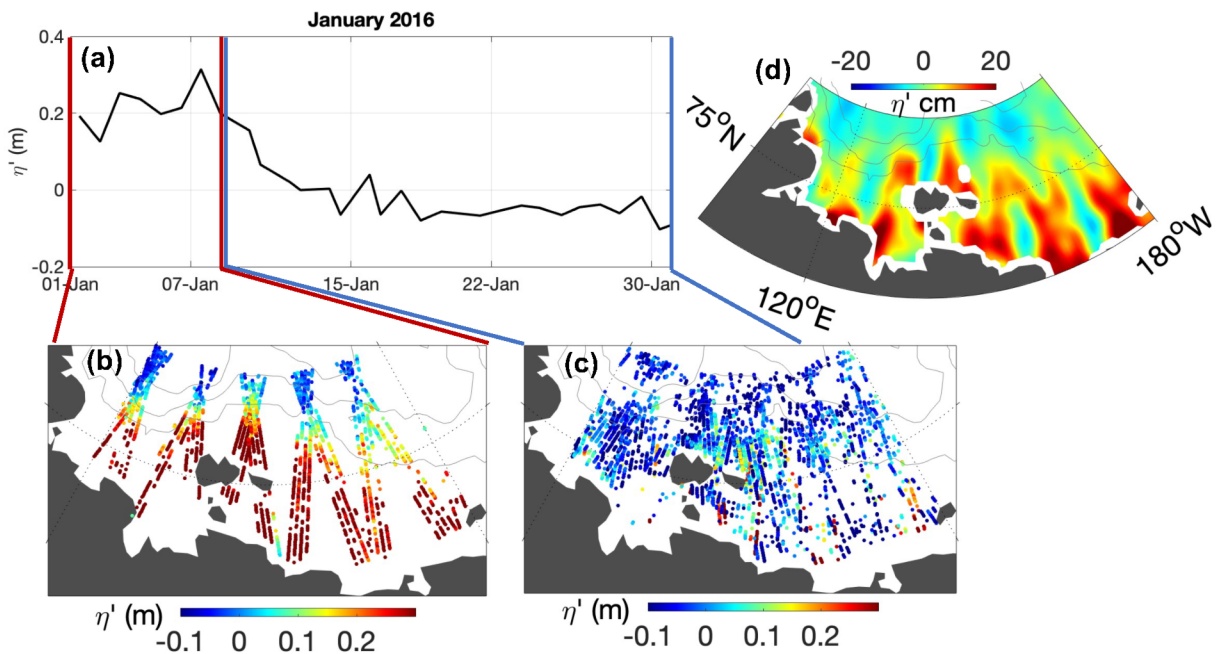 January 2016
(a)
η' (m)
0.4
0.2
0
-0.2
01-Jan
07-Jan
15-Jan
22-Jan
30-Jan
(d)
-20 0 20
η' cm
75°N
120°E
180°W
(b)
η' (m)
-0.1 0 0.1 0.2
(c)
η' (m)
-0.1 0 0.1 0.2